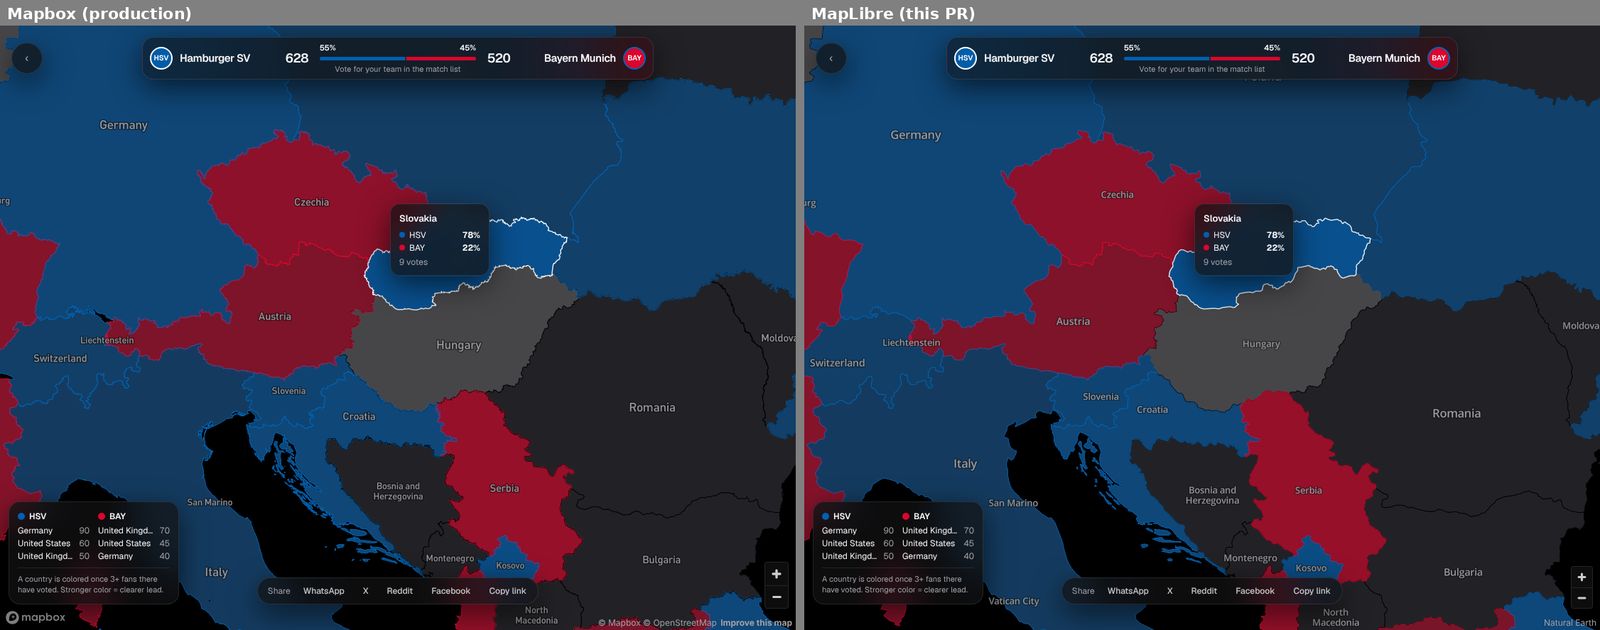 Mapbox (production)
‹
HSV
Hamburger SV
628
55%
45%
Vote for your team in the match list
520
Bayern Munich
BAY
Germany
Czechia
Slovakia
HSV 78%
BAY 22%
9 votes
Austria
Liechtenstein
Switzerland
Hungary
Moldova
Slovenia
Croatia
Romania
Bosnia and
Herzegovina
Serbia
San Marino
Montenegro
Kosovo
Bulgaria
Italy
North
Macedonia
HSV BAY
Germany 90 United Kingd... 70
United States 60 United States 45
United Kingd... 50 Germany 40
A country is colored once 3+ fans there
have voted. Stronger color = clearer lead.
Share WhatsApp X Reddit Facebook Copy link
+
−
mapbox
© Mapbox © OpenStreetMap Improve this map
MapLibre (this PR)
‹
HSV
Hamburger SV
628
55%
45%
Vote for your team in the match list
520
Bayern Munich
BAY
Germany
Czechia
Slovakia
HSV 78%
BAY 22%
9 votes
Austria
Liechtenstein
Switzerland
Hungary
Moldova
Slovenia
Croatia
Romania
Italy
Bosnia and
Herzegovina
Serbia
San Marino
Montenegro
Kosovo
Bulgaria
Vatican City
North
Macedonia
HSV BAY
Germany 90 United Kingd... 70
United States 60 United States 45
United Kingd... 50 Germany 40
A country is colored once 3+ fans there
have voted. Stronger color = clearer lead.
Share WhatsApp X Reddit Facebook Copy link
+
−
Natural Earth